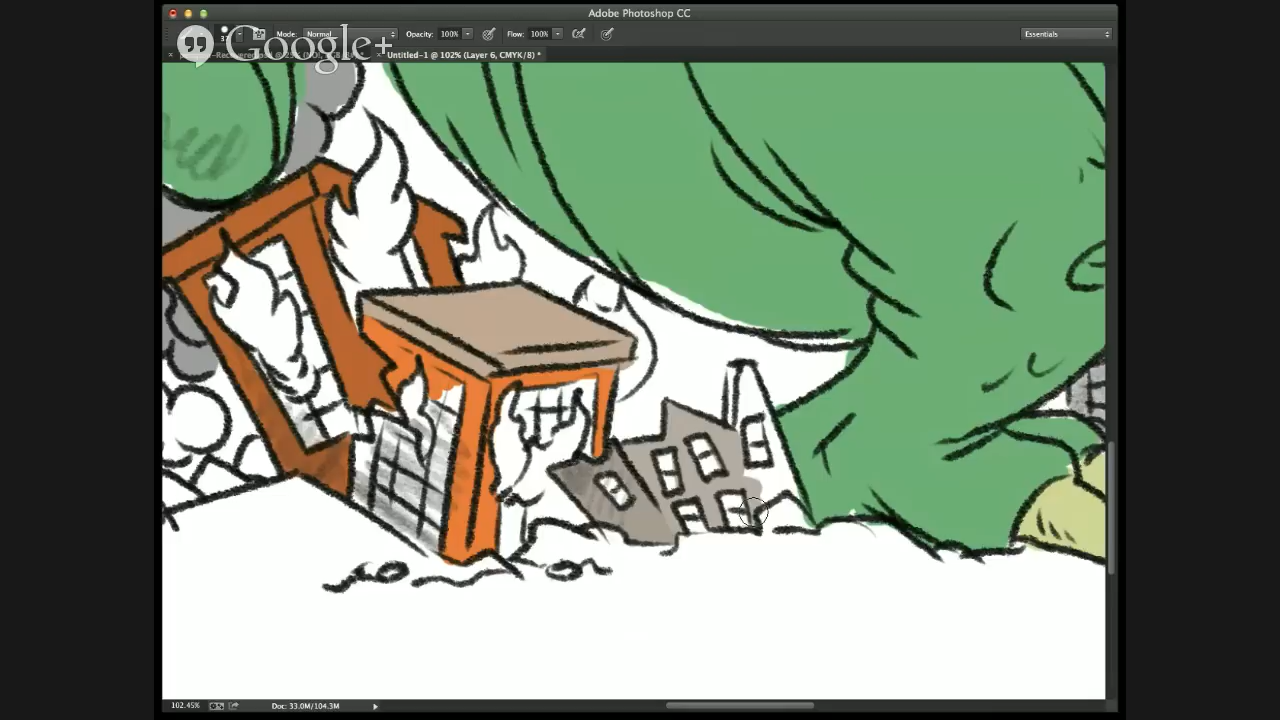 Adobe Photoshop CC
Google+
Mode: Normal Opacity: 100% Flow: 100% Essentials
Untitled-1 @ 102% (Layer 6, CMYK/8) *
102.45% Doc: 33.0M/104.3M